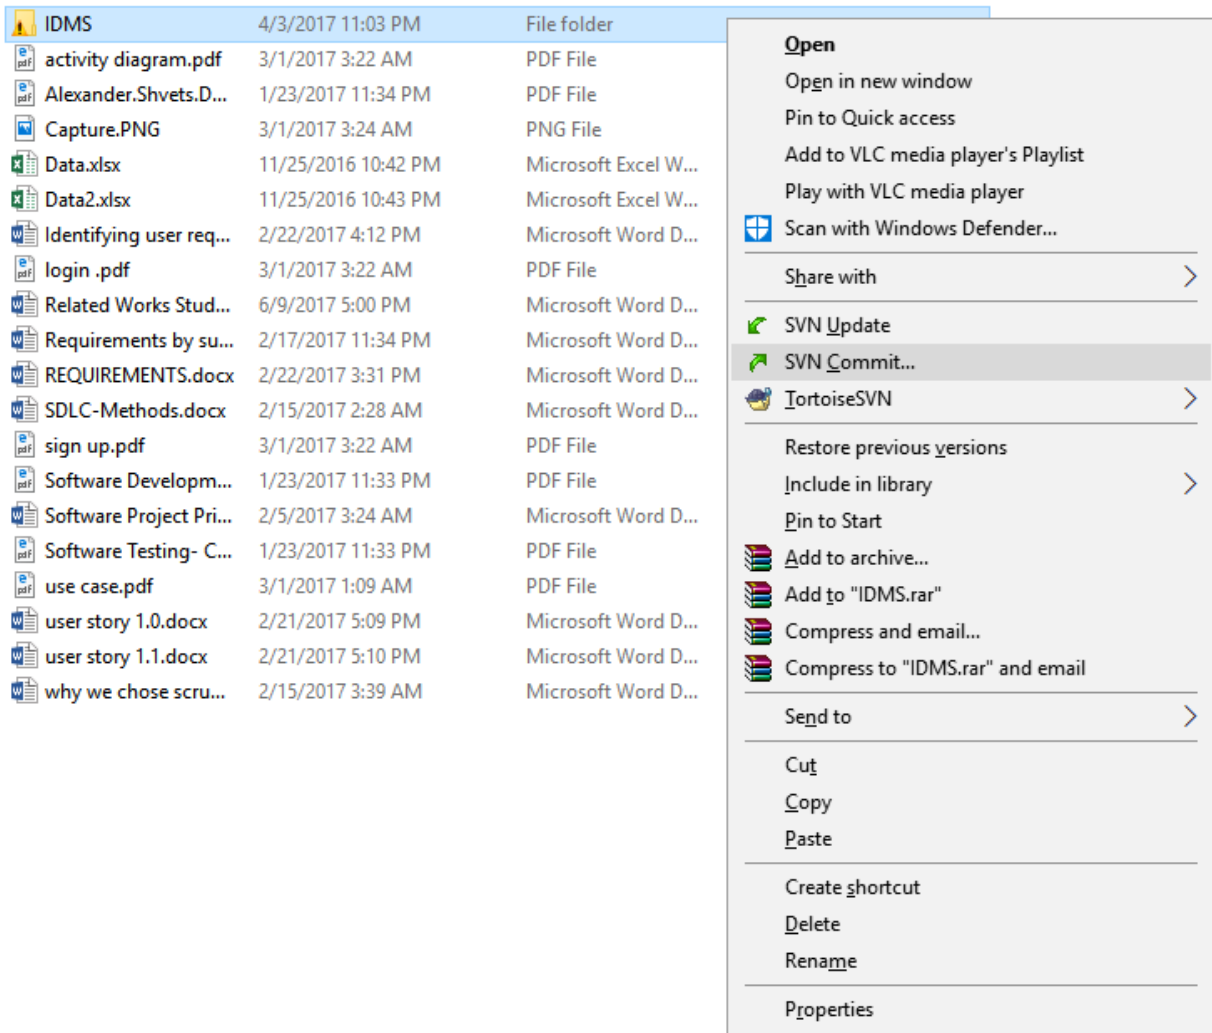 IDMS 4/3/2017 11:03 PM File folder
activity diagram.pdf 3/1/2017 3:22 AM PDF File
Alexander.Shvets.D... 1/23/2017 11:34 PM PDF File
Capture.PNG 3/1/2017 3:24 AM PNG File
Data.xlsx 11/25/2016 10:42 PM Microsoft Excel W...
Data2.xlsx 11/25/2016 10:43 PM Microsoft Excel W...
Identifying user req... 2/22/2017 4:12 PM Microsoft Word D...
login .pdf 3/1/2017 3:22 AM PDF File
Related Works Stud... 6/9/2017 5:00 PM Microsoft Word D...
Requirements by su... 2/17/2017 11:34 PM Microsoft Word D...
REQUIREMENTS.docx 2/22/2017 3:31 PM Microsoft Word D...
SDLC-Methods.docx 2/15/2017 2:28 AM Microsoft Word D...
sign up.pdf 3/1/2017 3:22 AM PDF File
Software Developm... 1/23/2017 11:33 PM PDF File
Software Project Pri... 2/5/2017 3:24 AM Microsoft Word D...
Software Testing- C... 1/23/2017 11:33 PM PDF File
use case.pdf 3/1/2017 1:09 AM PDF File
user story 1.0.docx 2/21/2017 5:09 PM Microsoft Word D...
user story 1.1.docx 2/21/2017 5:10 PM Microsoft Word D...
why we chose scru... 2/15/2017 3:39 AM Microsoft Word D...
Open
Open in new window
Pin to Quick access
Add to VLC media player's Playlist
Play with VLC media player
Scan with Windows Defender...
Share with
SVN Update
SVN Commit...
TortoiseSVN
Restore previous versions
Include in library
Pin to Start
Add to archive...
Add to "IDMS.rar"
Compress and email...
Compress to "IDMS.rar" and email
Send to
Cut
Copy
Paste
Create shortcut
Delete
Rename
Properties